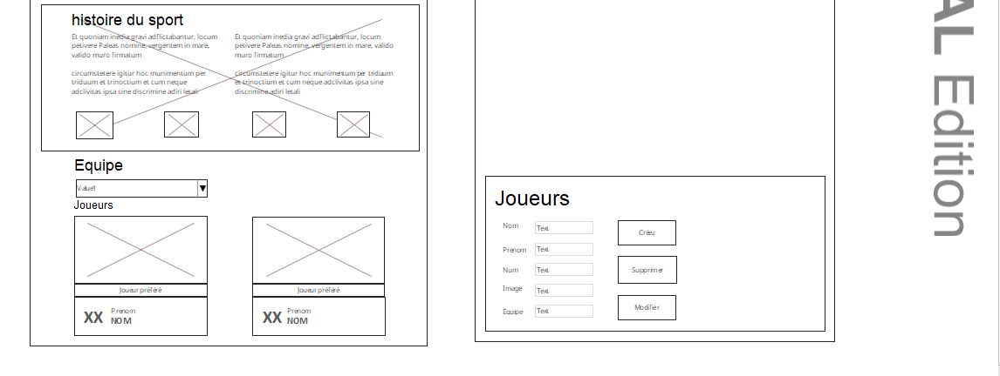 histoire du sport
Et quoniam inedia gravi adflictabantur, locum
petivere Paleas nomine, vergentem in mare,
valido muro firmatum
circumstetere igitur hoc munimentum per
triduum et trinoctium et cum neque
adclivitas ipsa sine discrimine adiri letali
Et quoniam inedia gravi adflictabantur, locum
petivere Paleas nomine, vergentem in mare, valido
muro firmatum
circumstetere igitur hoc munimentum per triduum
et trinoctium et cum neque adclivitas ipsa sine
discrimine adiri letali
Equipe
Value1
Joueurs
Joueur préféré
XX
Prenom
NOM
Joueur préféré
XX
Prenom
NOM
Joueurs
Nom
Text
Prenom
Text
Num
Text
Image
Text
Equipe
Text
Créez
Supprimer
Modifier
AL Edition